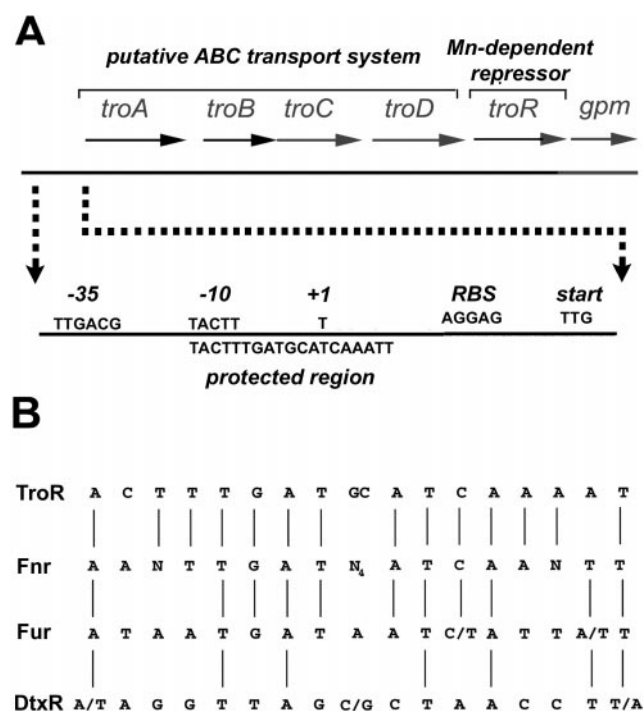 A
putative ABC transport system
Mn-dependent
repressor
troA troB troC troD troR gpm
-35 -10 +1 RBS start
TTGACG TACTT T AGGAG TTG
TACTTTGATGCATCAAATT
protected region
B
TroR A C T T T G A T GC A T C A A A A T
Fnr A A N T T G A T N4 A T C A A N T T
Fur A T A A T G A T A A T C/T A T T A/T T
DtxR A/T A G G T T A G C/G C T A A C C T T/A